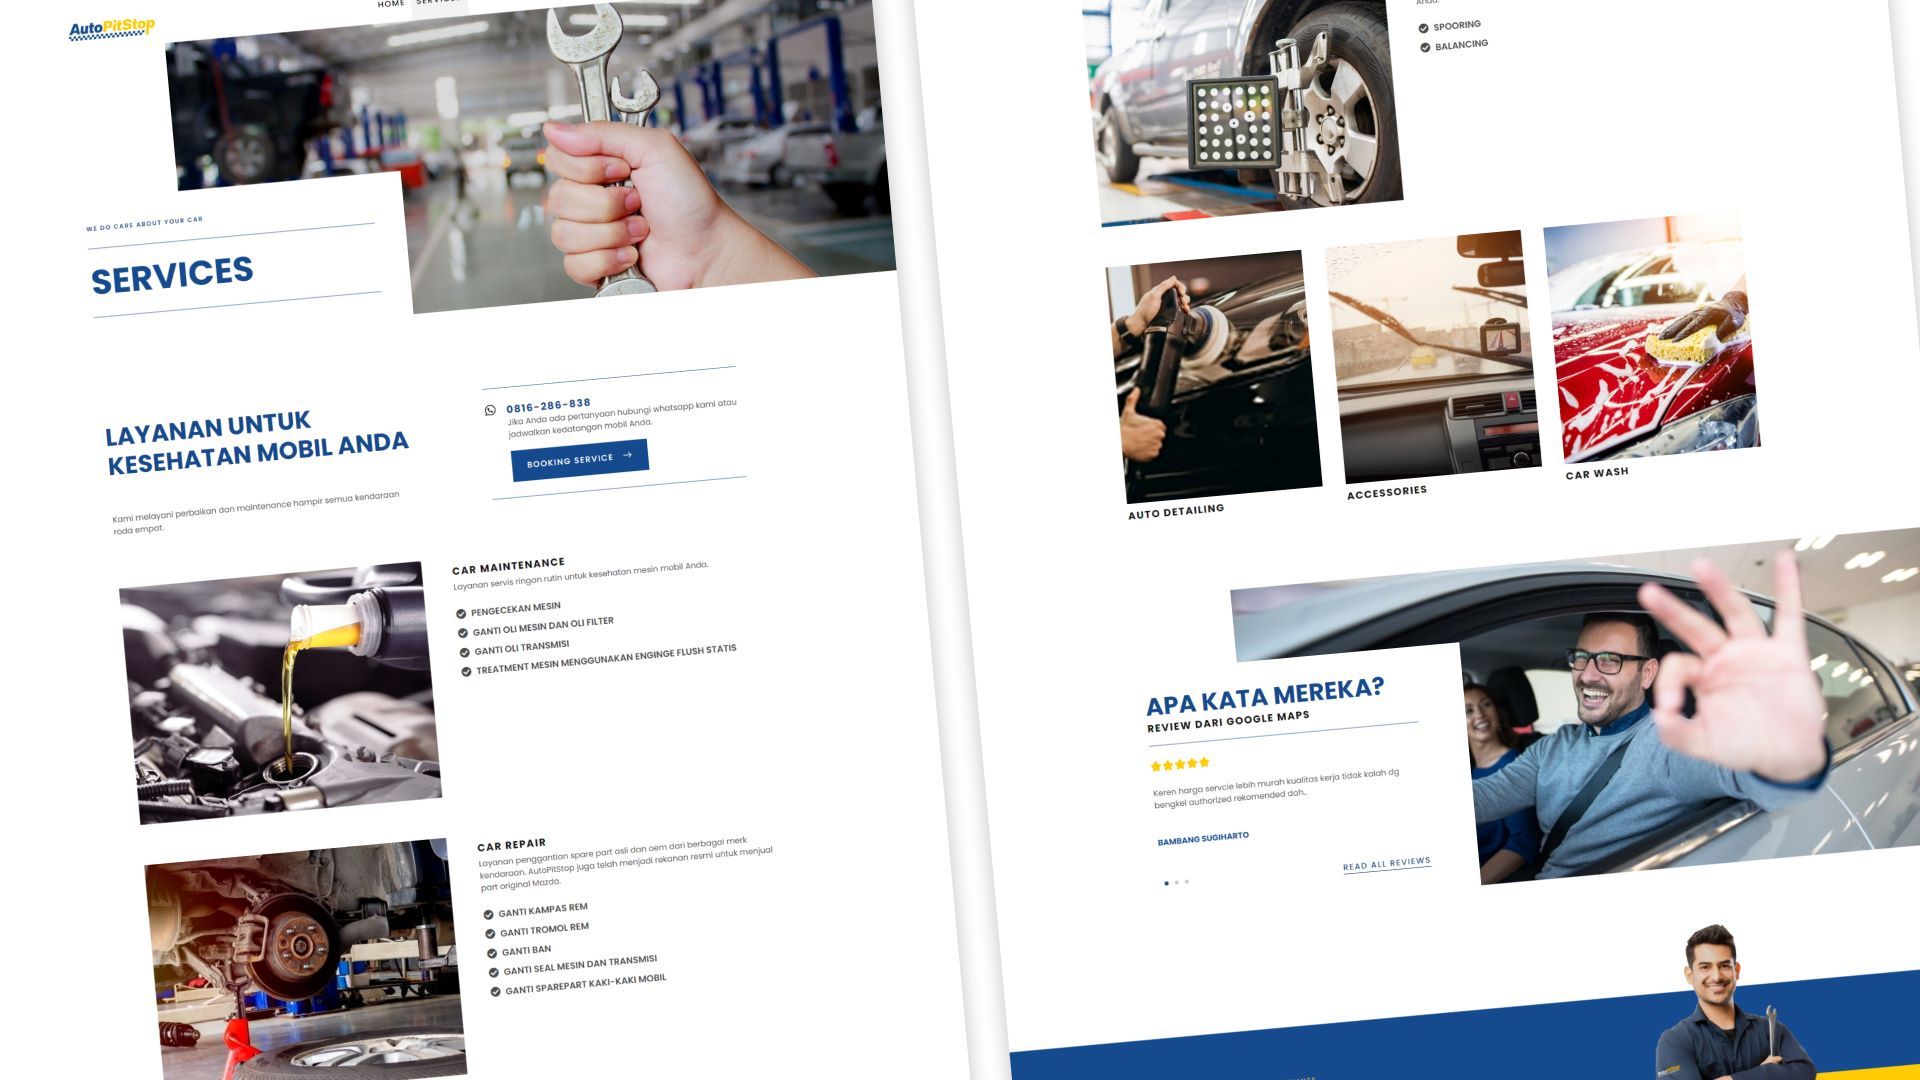 AutoPitStop
HOME
WE DO CARE ABOUT YOUR CAR
SERVICES
LAYANAN UNTUK
KESEHATAN MOBIL ANDA
Kami melayani perbaikan dan maintenance hampir semua kendaraan
roda empat.
0816-286-838
Jika Anda ada pertanyaan hubungi whatsapp kami atau
jadwalkan kedatangan mobil Anda.
BOOKING SERVICE
CAR MAINTENANCE
Layanan servis ringan rutin untuk kesehatan mesin mobil Anda.
PENGECEKAN MESIN
GANTI OLI MESIN DAN OLI FILTER
GANTI OLI TRANSMISI
TREATMENT MESIN MENGGUNAKAN ENGINGE FLUSH STATIS
CAR REPAIR
Layanan penggantian spare part asli dan oem dari berbagai merk
kendaraan. AutoPitStop juga telah menjadi rekanan resmi untuk menjual
part original Mazda.
GANTI KAMPAS REM
GANTI TROMOL REM
GANTI BAN
GANTI SEAL MESIN DAN TRANSMISI
GANTI SPAREPART KAKI-KAKI MOBIL
SPOORING
BALANCING
AUTO DETAILING
ACCESSORIES
CAR WASH
APA KATA MEREKA?
REVIEW DARI GOOGLE MAPS
Keren harga servcie lebih murah kualitas kerja tidak kalah dg
bengkel authorized rekomended dah..
BAMBANG SUGIHARTO
READ ALL REVIEWS